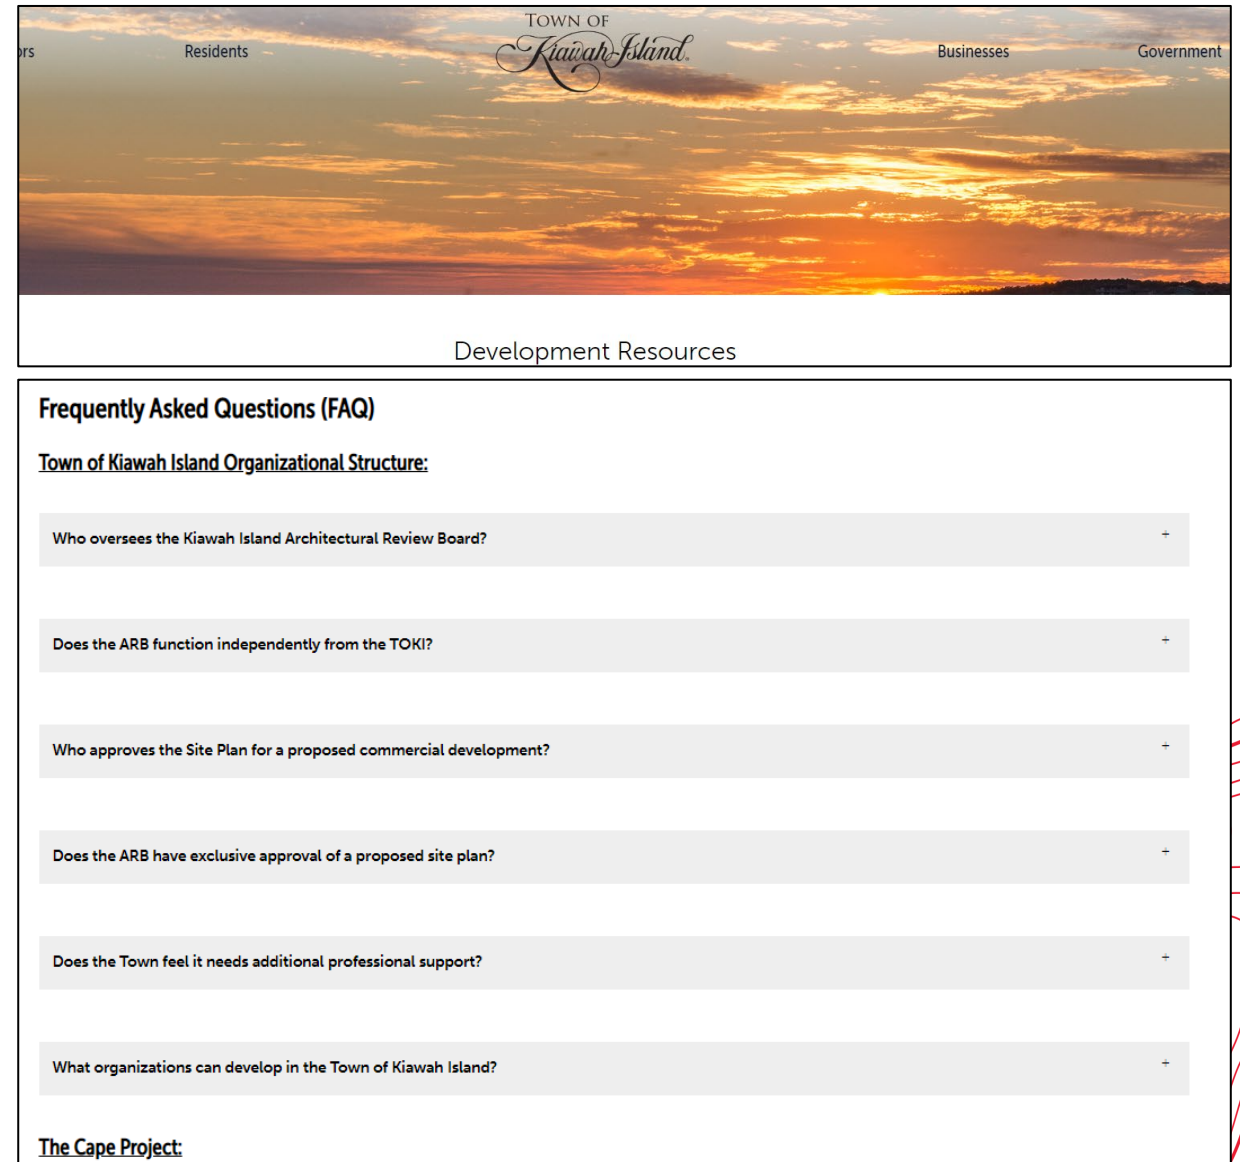 TOWN OF
Kiawah Island
ors Residents Businesses Government
Development Resources
Frequently Asked Questions (FAQ)
Town of Kiawah Island Organizational Structure:
Who oversees the Kiawah Island Architectural Review Board? +
Does the ARB function independently from the TOKI? +
Who approves the Site Plan for a proposed commercial development? +
Does the ARB have exclusive approval of a proposed site plan? +
Does the Town feel it needs additional professional support? +
What organizations can develop in the Town of Kiawah Island? +
The Cape Project: